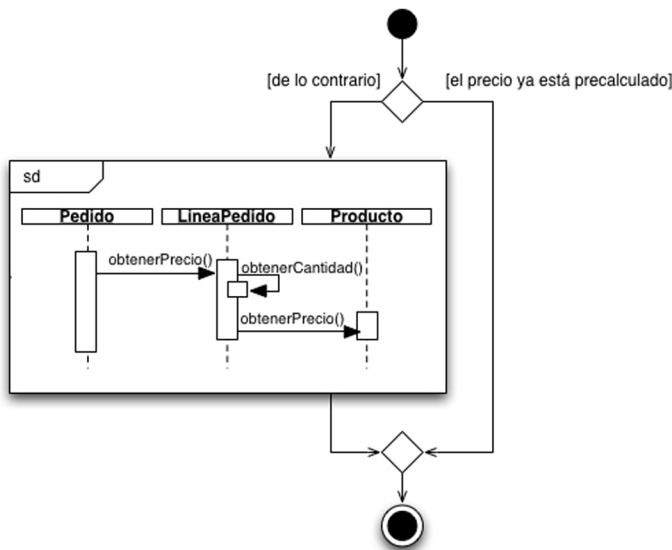 [de lo contrario]
[el precio ya está precalculado]
sd
Pedido
LineaPedido
Producto
obtenerPrecio()
obtenerCantidad()
obtenerPrecio()